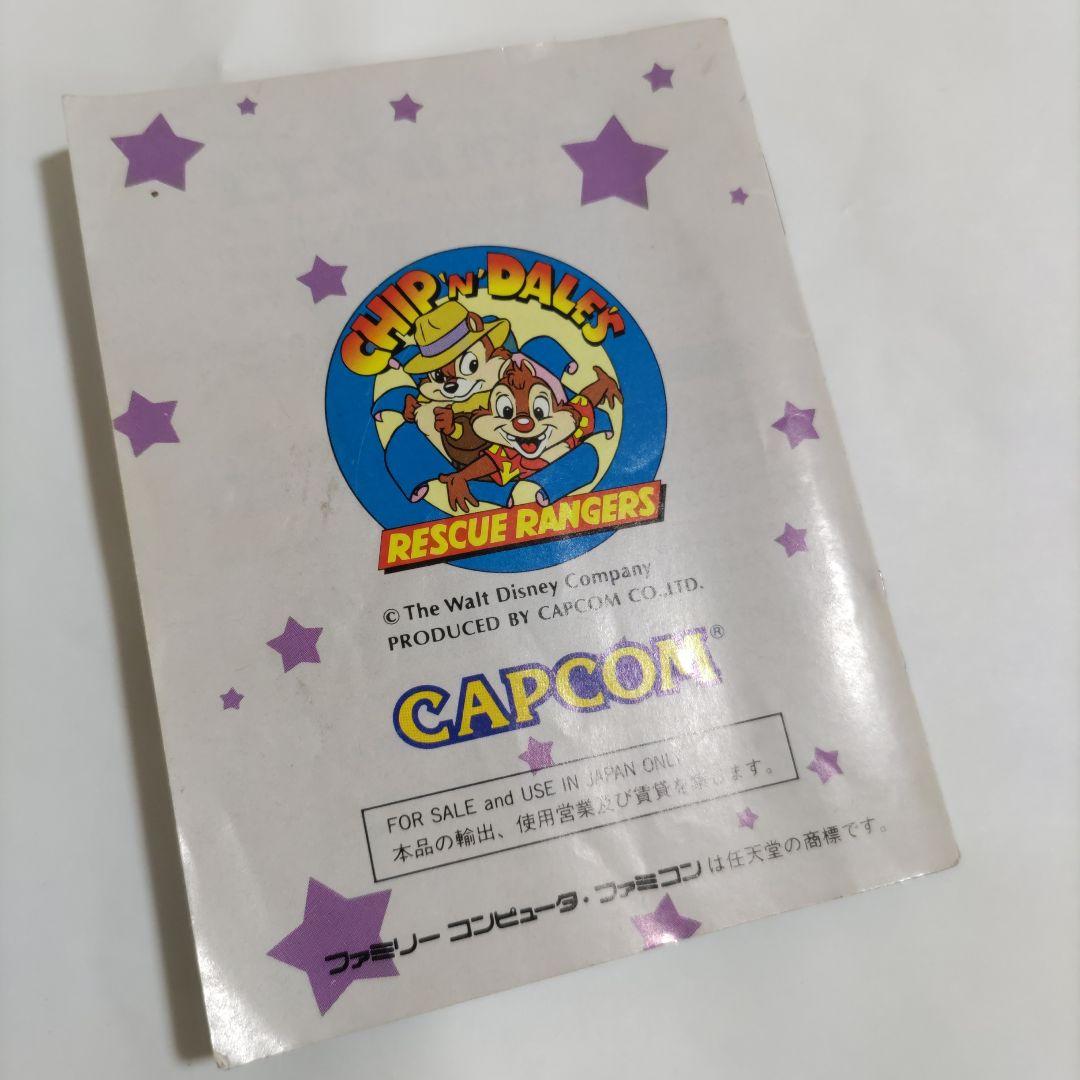 CHIP 'N' DALE'S
RESCUE RANGERS
© The Walt Disney Company
PRODUCED BY CAPCOM CO.,LTD.
CAPCOM®
FOR SALE and USE IN JAPAN ONLY
本品の輸出、使用営業及び賃貸を禁じます。
ファミリー コンピュータ・ファミコンは任天堂の商標です。